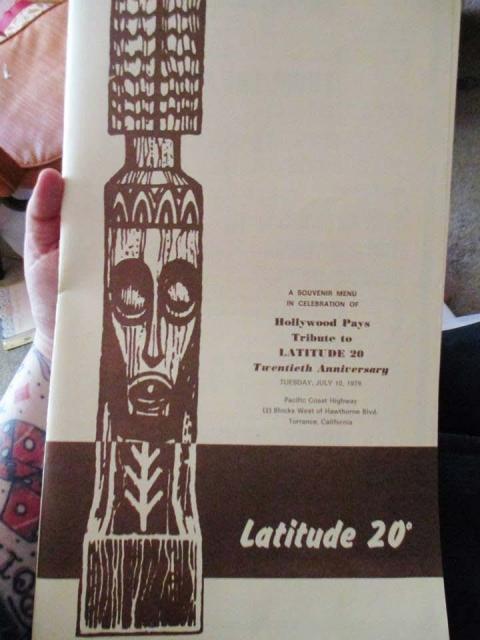 A SOUVENIR MENU
IN CELEBRATION OF
Hollywood Pays
Tribute to
LATITUDE 20
Twentieth Anniversary
TUESDAY, JULY 10, 1979
Pacific Coast Highway
(2) Blocks West of Hawthorne Blvd.
Torrance, California
Latitude 20°